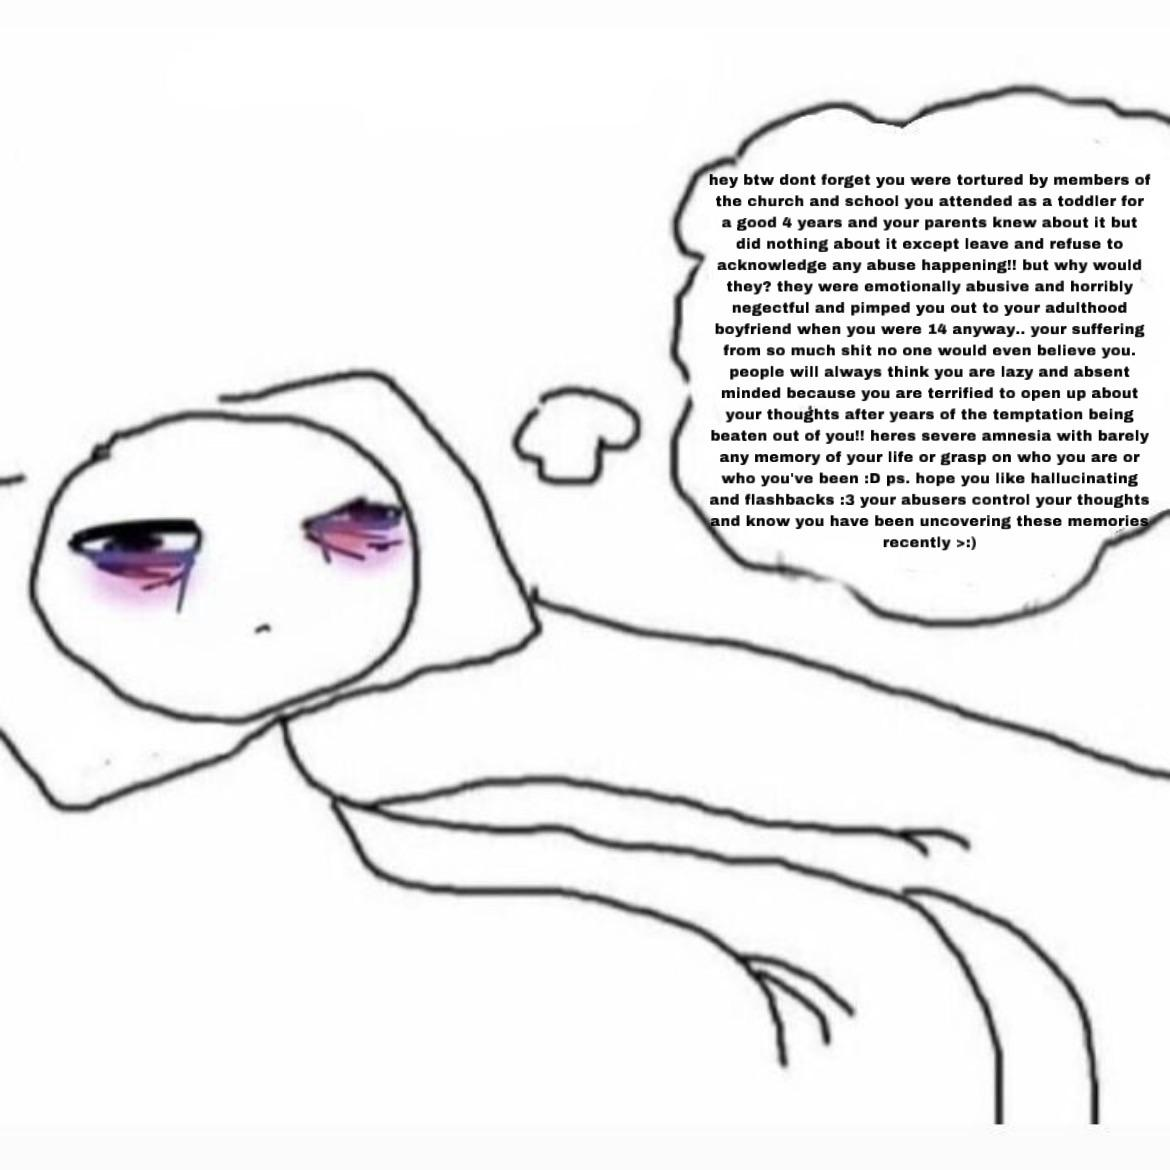 hey btw dont forget you were tortured by members of
the church and school you attended as a toddler for
a good 4 years and your parents knew about it but
did nothing about it except leave and refuse to
acknowledge any abuse happening!! but why would
they? they were emotionally abusive and horribly
negectful and pimped you out to your adulthood
boyfriend when you were 14 anyway.. your suffering
from so much shit no one would even believe you.
people will always think you are lazy and absent
minded because you are terrified to open up about
your thoughts after years of the temptation being
beaten out of you!! heres severe amnesia with barely
any memory of your life or grasp on who you are or
who you've been :D ps. hope you like hallucinating
and flashbacks :3 your abusers control your thoughts
and know you have been uncovering these memories
recently >:)